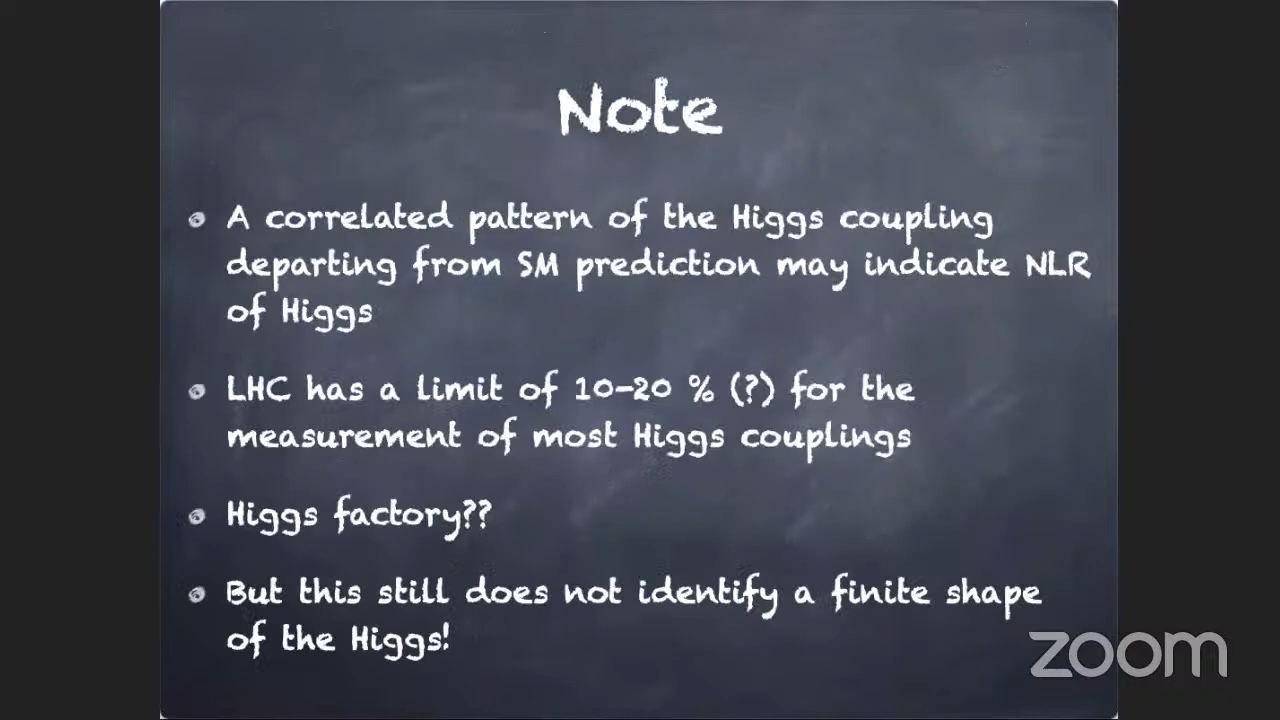 Note
A correlated pattern of the Higgs coupling
departing from SM prediction may indicate NLR
of Higgs
LHC has a limit of 10-20 % (?) for the
measurement of most Higgs couplings
Higgs factory??
But this still does not identify a finite shape
of the Higgs!
zoom